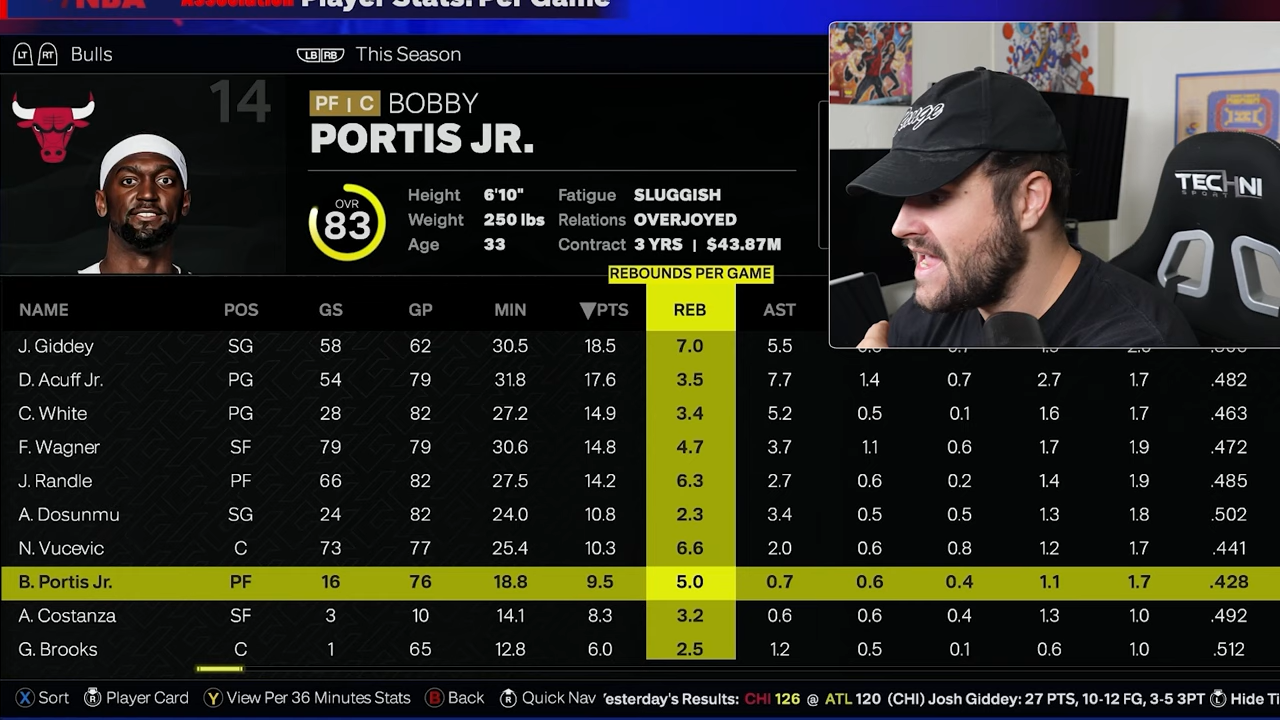 NBA Association Player Stats: Per Game
LT RT Bulls LB RB This Season
14
PF | C BOBBY
PORTIS JR.
OVR
83
Height 6'10" Fatigue SLUGGISH
Weight 250 lbs Relations OVERJOYED
Age 33 Contract 3 YRS | $43.87M
TECHNI
SPORT
REBOUNDS PER GAME
NAME POS GS GP MIN ▼PTS REB AST
J. Giddey SG 58 62 30.5 18.5 7.0 5.5
D. Acuff Jr. PG 54 79 31.8 17.6 3.5 7.7 1.4 0.7 2.7 1.7 .482
C. White PG 28 82 27.2 14.9 3.4 5.2 0.5 0.1 1.6 1.7 .463
F. Wagner SF 79 79 30.6 14.8 4.7 3.7 1.1 0.6 1.7 1.9 .472
J. Randle PF 66 82 27.5 14.2 6.3 2.7 0.6 0.2 1.4 1.9 .485
A. Dosunmu SG 24 82 24.0 10.8 2.3 3.4 0.5 0.5 1.3 1.8 .502
N. Vucevic C 73 77 25.4 10.3 6.6 2.0 0.6 0.8 1.2 1.7 .441
B. Portis Jr. PF 16 76 18.8 9.5 5.0 0.7 0.6 0.4 1.1 1.7 .428
A. Costanza SF 3 10 14.1 8.3 3.2 0.6 0.6 0.4 1.3 1.0 .492
G. Brooks C 1 65 12.8 6.0 2.5 1.2 0.5 0.1 0.6 1.0 .512
X Sort R Player Card Y View Per 36 Minutes Stats B Back R Quick Nav Yesterday's Results: CHI 126 @ ATL 120 (CHI) Josh Giddey: 27 PTS, 10-12 FG, 3-5 3PT L Hide Ti